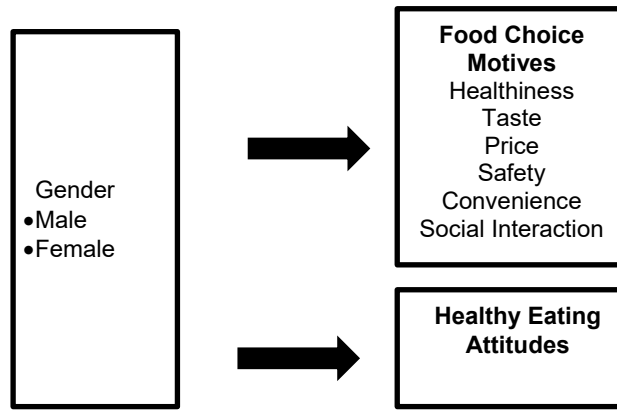 Gender
•Male
•Female
Food Choice
Motives
Healthiness
Taste
Price
Safety
Convenience
Social Interaction
Healthy Eating
Attitudes